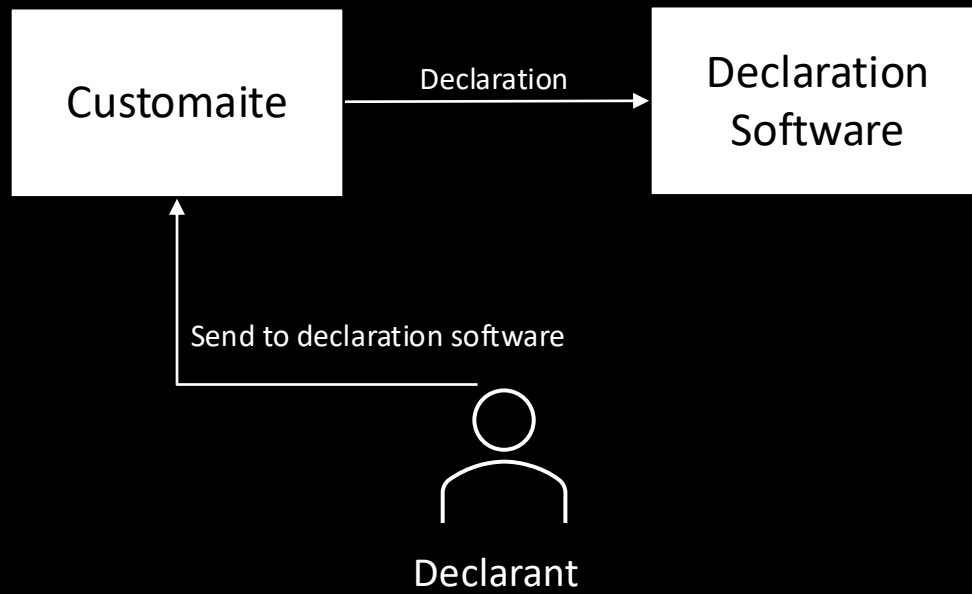 Customaite
Declaration
Declaration
Software
Send to declaration software
Declarant